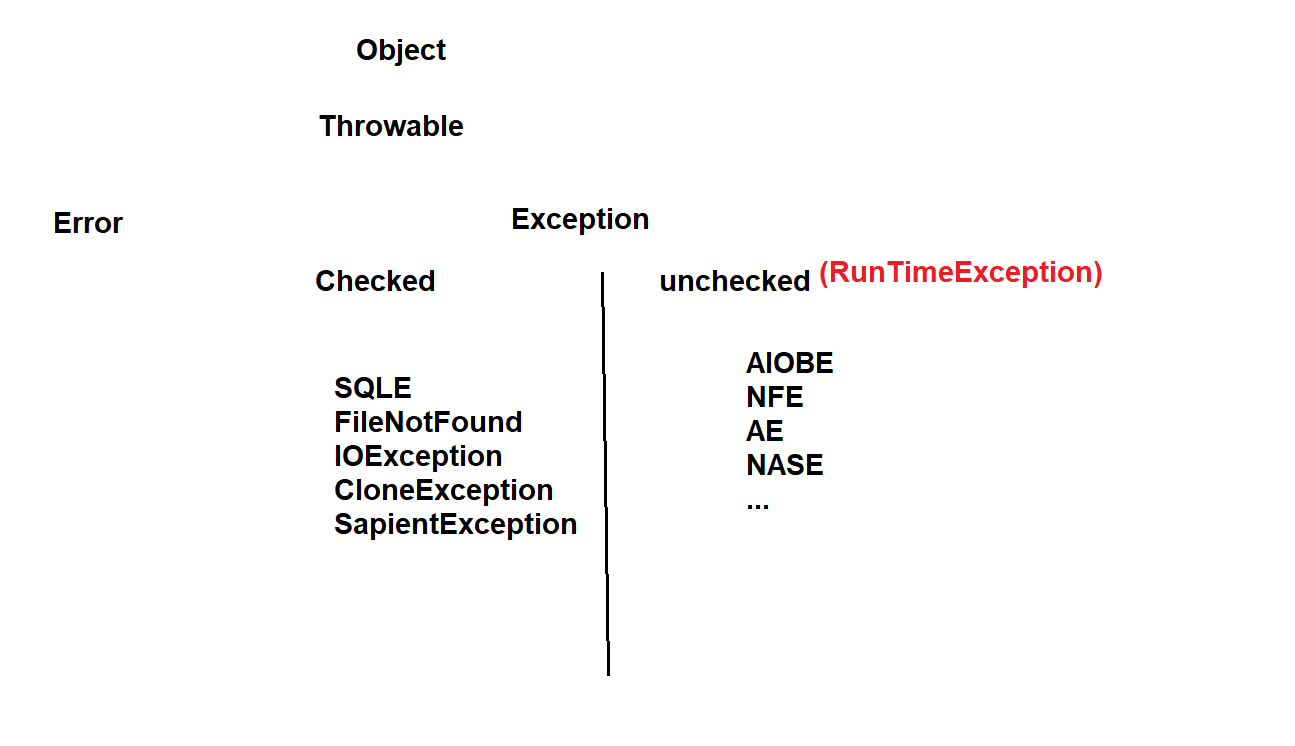 Object
Throwable
Error
Exception
Checked
unchecked (RunTimeException)
SQLE
FileNotFound
IOException
CloneException
SapientException
AIOBE
NFE
AE
NASE
...